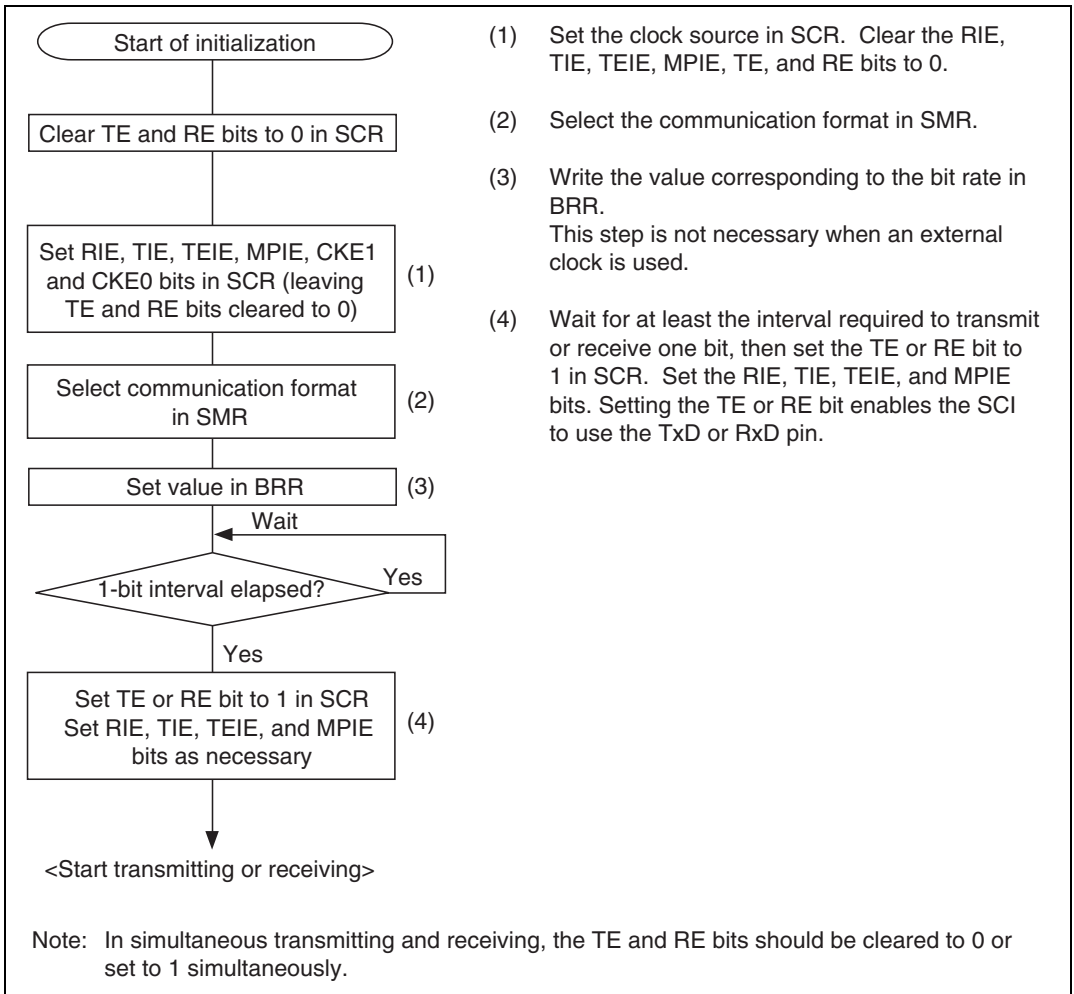 Start of initialization
Clear TE and RE bits to 0 in SCR
Set RIE, TIE, TEIE, MPIE, CKE1
and CKE0 bits in SCR (leaving
TE and RE bits cleared to 0)
(1)
Select communication format
in SMR
(2)
Set value in BRR
(3)
Wait
1-bit interval elapsed?
Yes
Yes
Set TE or RE bit to 1 in SCR
Set RIE, TIE, TEIE, and MPIE
bits as necessary
(4)
<Start transmitting or receiving>
(1) Set the clock source in SCR. Clear the RIE,
TIE, TEIE, MPIE, TE, and RE bits to 0.
(2) Select the communication format in SMR.
(3) Write the value corresponding to the bit rate in
BRR.
This step is not necessary when an external
clock is used.
(4) Wait for at least the interval required to transmit
or receive one bit, then set the TE or RE bit to
1 in SCR. Set the RIE, TIE, TEIE, and MPIE
bits. Setting the TE or RE bit enables the SCI
to use the TxD or RxD pin.
Note: In simultaneous transmitting and receiving, the TE and RE bits should be cleared to 0 or
set to 1 simultaneously.